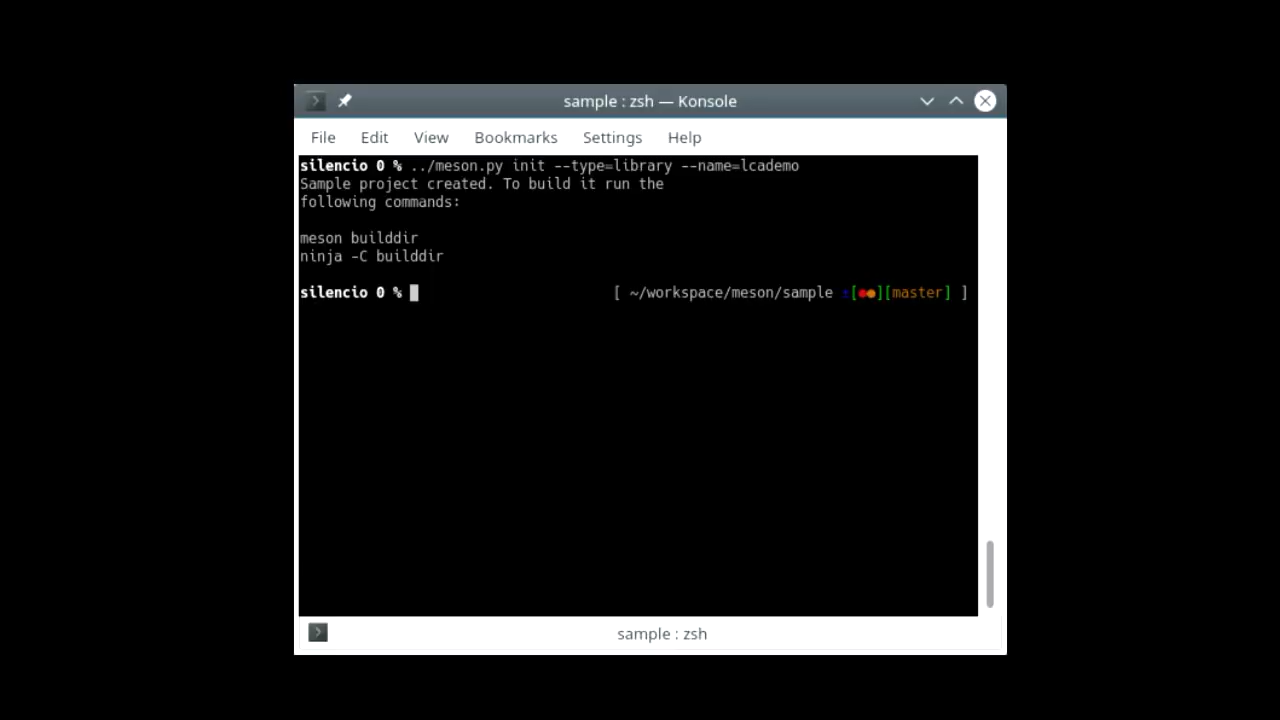 sample : zsh — Konsole
File Edit View Bookmarks Settings Help
silencio 0 % ../meson.py init --type=library --name=lcademo
Sample project created. To build it run the
following commands:
meson builddir
ninja -C builddir
silencio 0 % [ ~/workspace/meson/sample ±[●●][master] ]
sample : zsh